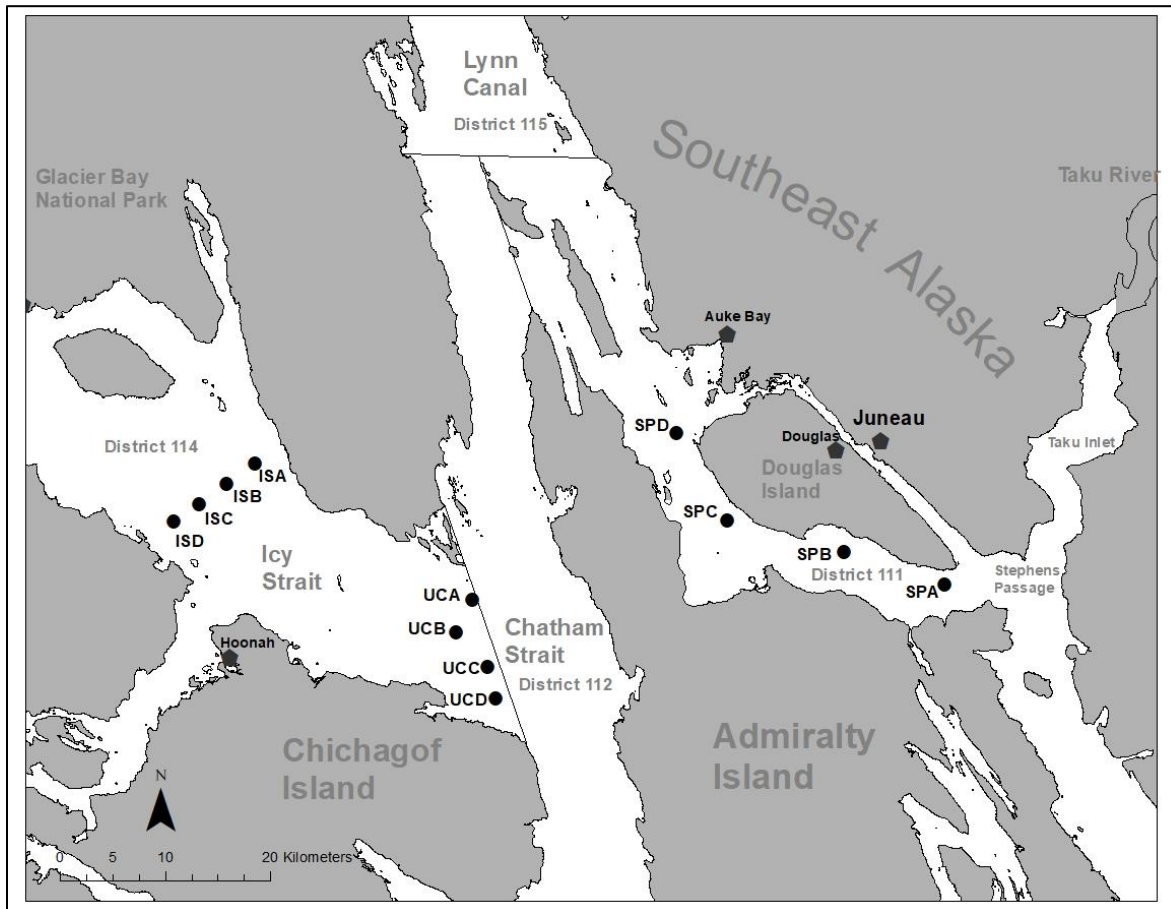 Lynn
Canal
District 115
Southeast Alaska
Glacier Bay
National Park
Taku River
Auke Bay
SPD
Juneau
Douglas
Douglas
Island
Taku Inlet
District 114
ISA
ISB
ISC
ISD
SPC
SPB
District 111
SPA
Stephens
Passage
Icy
Strait
UCA
UCB
UCC
UCD
Chatham
Strait
District 112
Hoonah
Chichagof
Island
Admiralty
Island
N
0 5 10 20 Kilometers